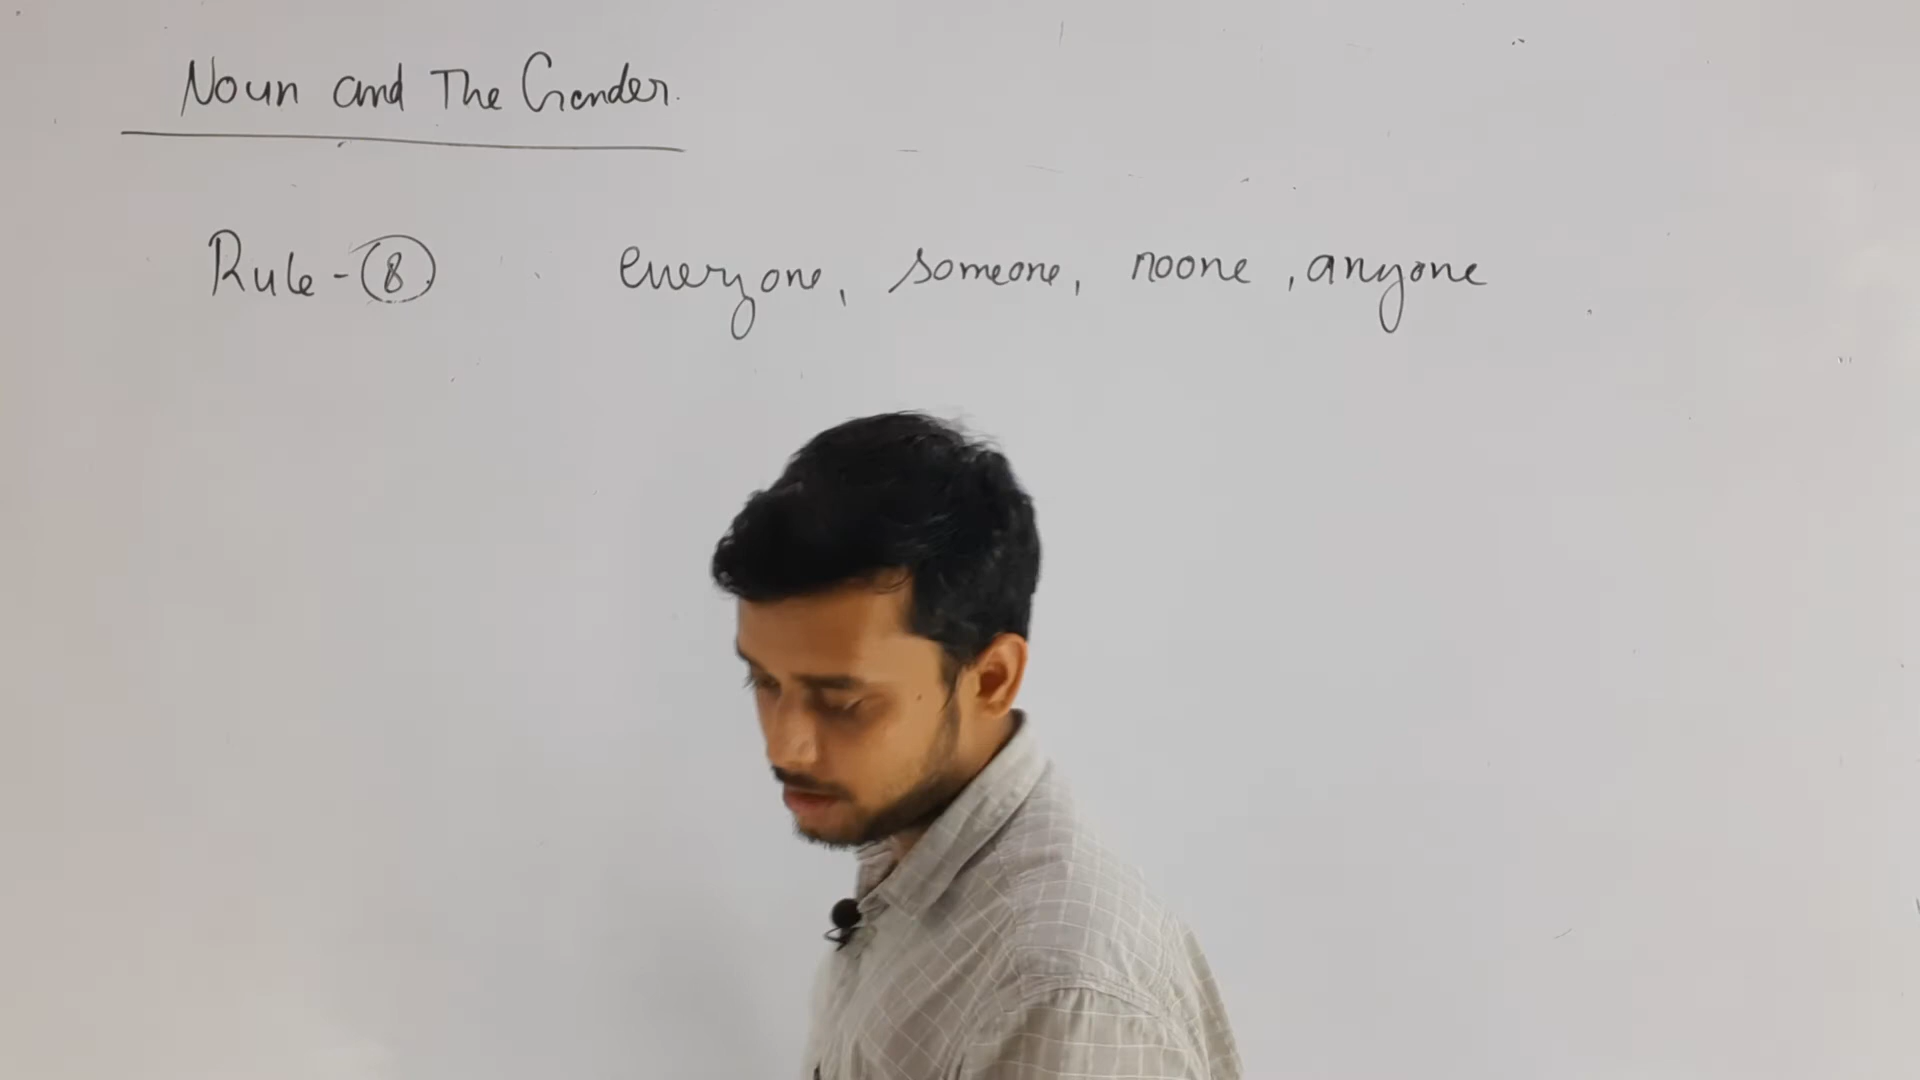 Noun and The Gender.
Rule - 8 everyone, someone, noone, anyone